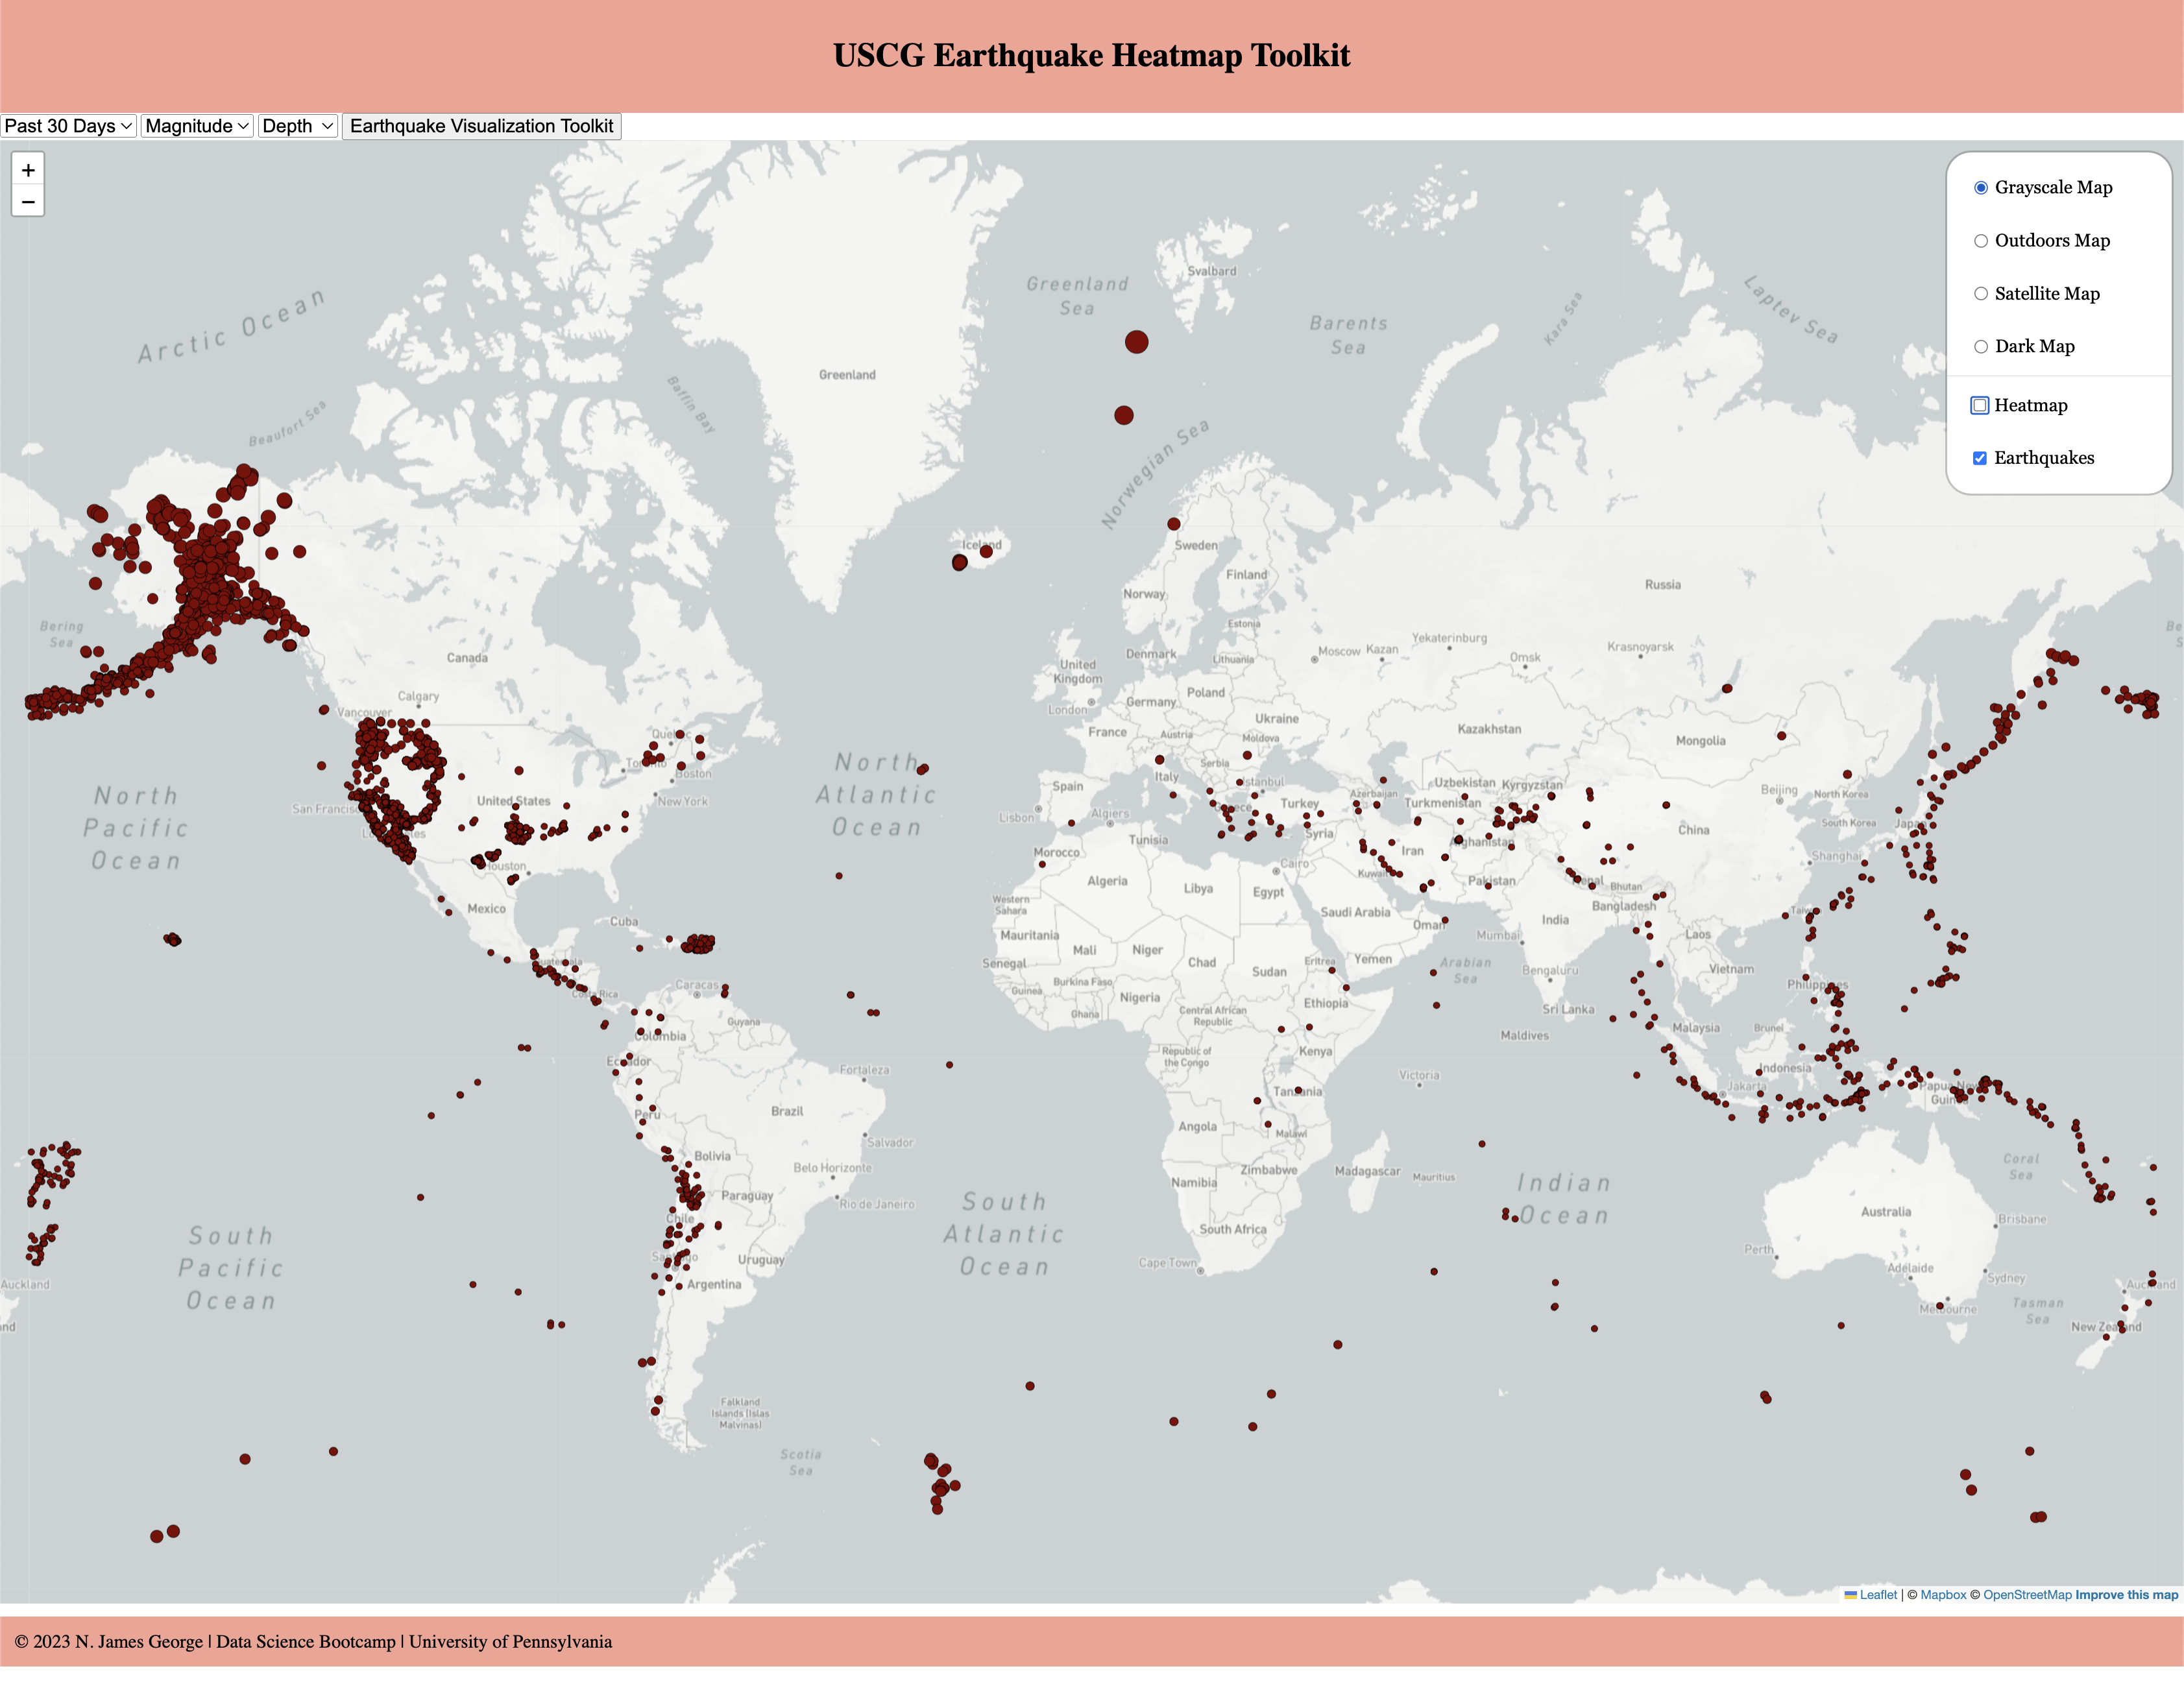 USCG Earthquake Heatmap Toolkit
Past 30 Days Magnitude Depth Earthquake Visualization Toolkit
+
−
Grayscale Map
Outdoors Map
Satellite Map
Dark Map
Heatmap
Earthquakes
Arctic Ocean
Beaufort Sea
Baffin Bay
Greenland
Greenland
Sea
Svalbard
Barents
Sea
Kara Sea
Laptev Sea
Norwegian Sea
Iceland
Sweden
Finland
Norway
Russia
Estonia
Lithuania
Denmark
United
Kingdom
London
Moscow
Kazan
Yekaterinburg
Omsk
Krasnoyarsk
Bering
Sea
Canada
Calgary
Vancouver
Toronto
Boston
New York
United States
San Francisco
Houston
North
Pacific
Ocean
North
Atlantic
Ocean
Poland
Germany
Ukraine
France
Austria
Moldova
Serbia
Italy
Spain
Lisbon
Istanbul
Turkey
Algiers
Tunisia
Morocco
Syria
Azerbaijan
Kazakhstan
Mongolia
Uzbekistan
Kyrgyzstan
Turkmenistan
Afghanistan
Iran
Kuwait
Pakistan
Nepal
Bhutan
Bangladesh
China
Beijing
North Korea
South Korea
Japan
Shanghai
Taiwan
Mexico
Cuba
Guatemala
Costa Rica
Caracas
Guyana
Colombia
Ecuador
Peru
Brazil
Fortaleza
Salvador
Bolivia
Belo Horizonte
Rio de Janeiro
Paraguay
Chile
Santiago
Uruguay
Argentina
Western
Sahara
Algeria
Libya
Egypt
Cairo
Mauritania
Mali
Niger
Chad
Sudan
Eritrea
Senegal
Guinea
Burkina Faso
Ghana
Nigeria
Central African
Republic
Ethiopia
Republic of
the Congo
Kenya
Tanzania
Angola
Malawi
Zimbabwe
Namibia
South Africa
Cape Town
Madagascar
Mauritius
Victoria
Saudi Arabia
Oman
Yemen
Arabian
Sea
India
Mumbai
Bengaluru
Sri Lanka
Maldives
Laos
Vietnam
Philippines
Malaysia
Brunei
Indonesia
Jakarta
Papua New
Guinea
South
Pacific
Ocean
South
Atlantic
Ocean
Indian
Ocean
Coral
Sea
Australia
Brisbane
Perth
Adelaide
Sydney
Melbourne
Tasman
Sea
Auckland
New Zealand
Auckland
nd
Be
S
Falkland
Islands (Islas
Malvinas)
Scotia
Sea
Leaflet | © Mapbox © OpenStreetMap Improve this map
© 2023 N. James George | Data Science Bootcamp | University of Pennsylvania